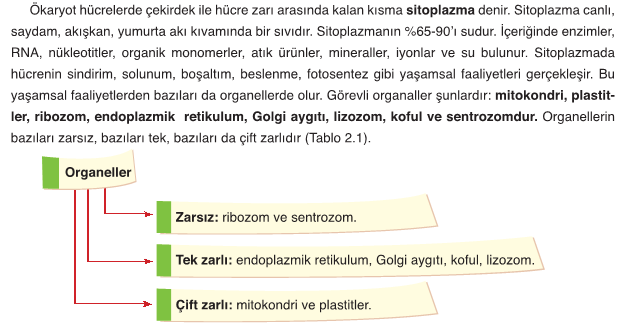 Ökaryot hücrelerde çekirdek ile hücre zarı arasında kalan kısma sitoplazma denir. Sitoplazma canlı,
saydam, akışkan, yumurta akı kıvamında bir sıvıdır. Sitoplazmanın %65-90'ı sudur. İçeriğinde enzimler,
RNA, nükleotitler, organik monomerler, atık ürünler, mineraller, iyonlar ve su bulunur. Sitoplazmada
hücrenin sindirim, solunum, boşaltım, beslenme, fotosentez gibi yaşamsal faaliyetleri gerçekleşir. Bu
yaşamsal faaliyetlerden bazıları da organellerde olur. Görevli organaller şunlardır: mitokondri, plastit-
ler, ribozom, endoplazmik retikulum, Golgi aygıtı, lizozom, koful ve sentrozomdur. Organellerin
bazıları zarsız, bazıları tek, bazıları da çift zarlıdır (Tablo 2.1).
Organeller
Zarsız: ribozom ve sentrozom.
Tek zarlı: endoplazmik retikulum, Golgi aygıtı, koful, lizozom.
Çift zarlı: mitokondri ve plastitler.